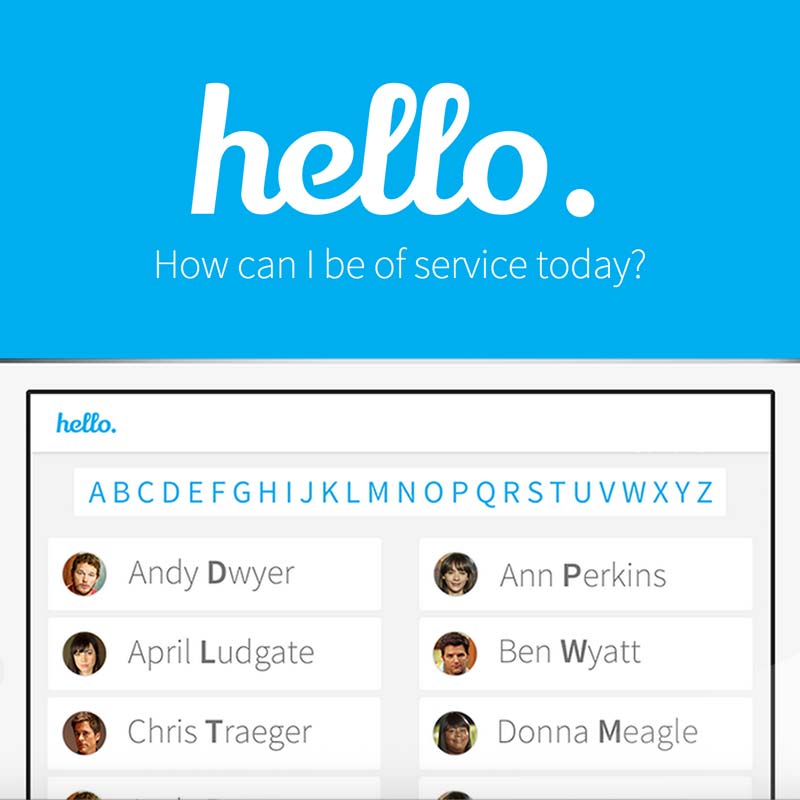 hello.
How can I be of service today?
hello.
A B C D E F G H I J K L M N O P Q R S T U V W X Y Z
Andy Dwyer
Ann Perkins
April Ludgate
Ben Wyatt
Chris Traeger
Donna Meagle